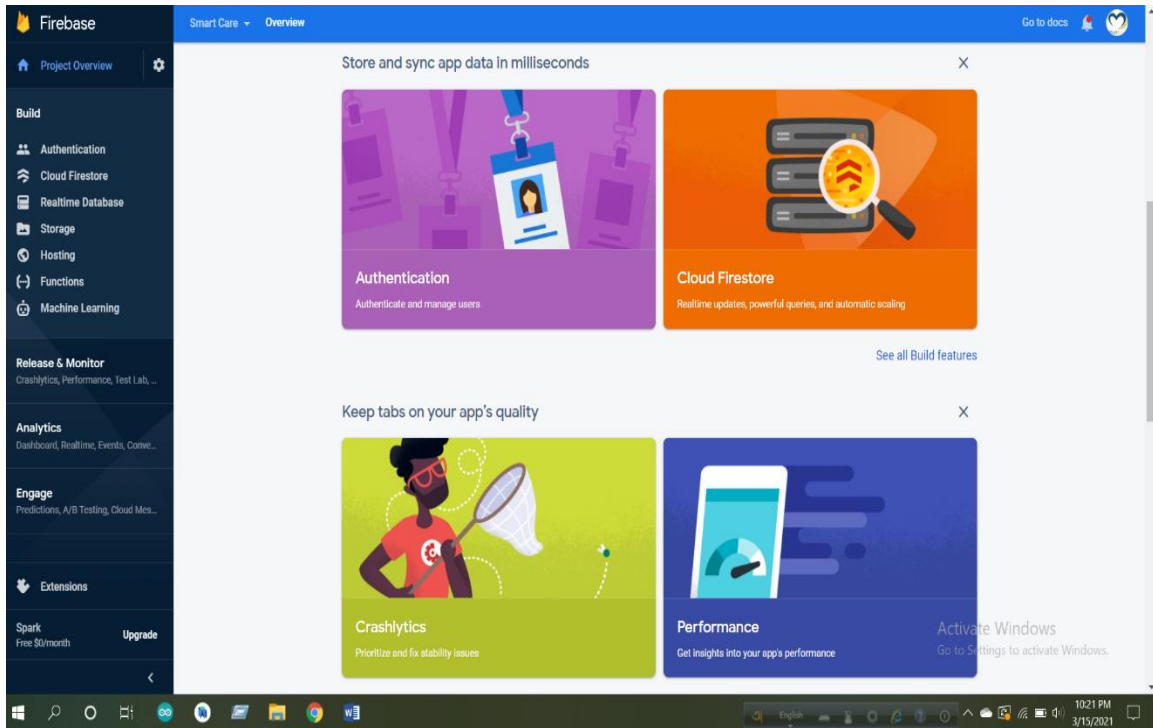 Firebase
Smart Care
Overview
Go to docs
Project Overview
Build
Authentication
Cloud Firestore
Realtime Database
Storage
Hosting
Functions
Machine Learning
Release & Monitor
Crashlytics, Performance, Test Lab, ...
Analytics
Dashboard, Realtime, Events, Conve...
Engage
Predictions, A/B Testing, Cloud Mes...
Extensions
Spark
Free $0/month
Upgrade
Store and sync app data in milliseconds
Authentication
Authenticate and manage users
Cloud Firestore
Realtime updates, powerful queries, and automatic scaling
See all Build features
Keep tabs on your app's quality
Crashlytics
Prioritize and fix stability issues
Performance
Get insights into your app's performance
Activate Windows
Go to Settings to activate Windows.
English
10:21 PM
3/15/2021